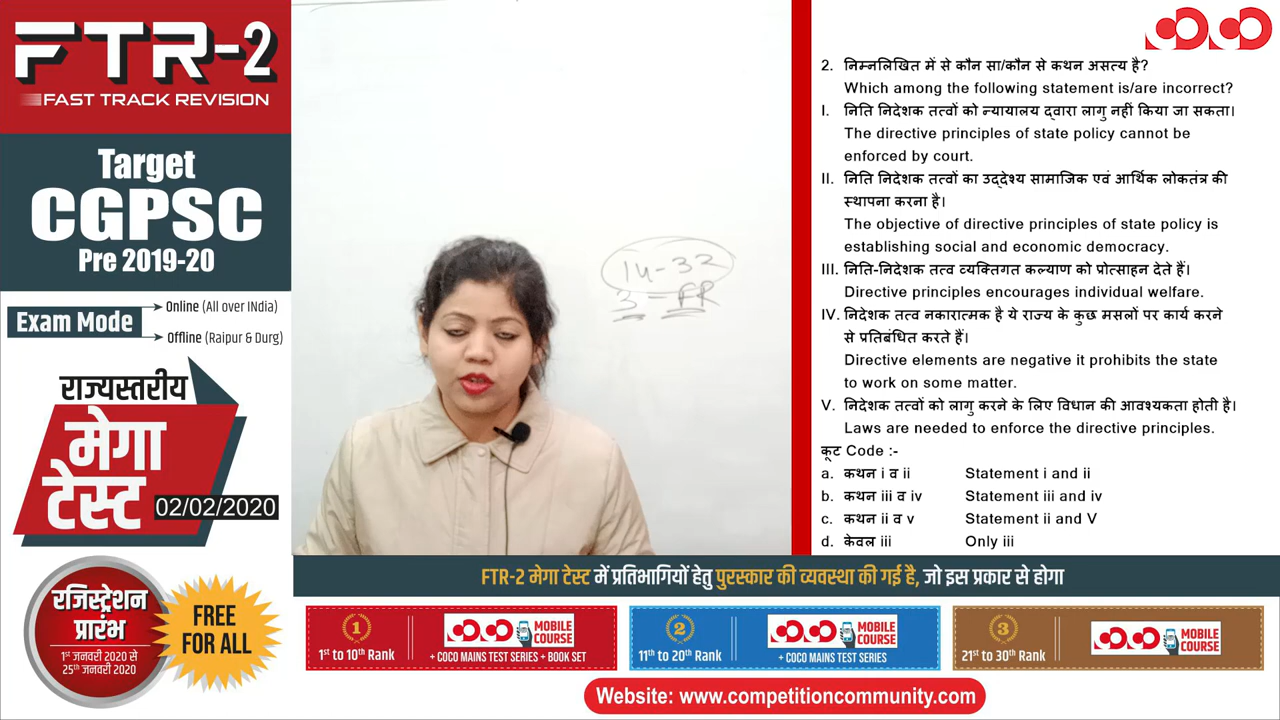 FTR-2
FAST TRACK REVISION
Target
CGPSC
Pre 2019-20
Exam Mode
Online (All over INdia)
Offline (Raipur & Durg)
राज्यस्तरीय
मेगा
टेस्ट
02/02/2020
रजिस्ट्रेशन
प्रारंभ
1st जनवरी 2020 से
25th जनवरी 2020
FREE
FOR ALL
14-32
3 = FR
COCO
2. निम्नलिखित में से कौन सा/कौन से कथन असत्य है?
Which among the following statement is/are incorrect?
I. निति निदेशक तत्वों को न्यायालय द्वारा लागु नहीं किया जा सकता।
The directive principles of state policy cannot be
enforced by court.
II. निति निदेशक तत्वों का उद्देश्य सामाजिक एवं आर्थिक लोकतंत्र की
स्थापना करना है।
The objective of directive principles of state policy is
establishing social and economic democracy.
III. निति-निदेशक तत्व व्यक्तिगत कल्याण को प्रोत्साहन देते हैं।
Directive principles encourages individual welfare.
IV. निदेशक तत्व नकारात्मक है ये राज्य के कुछ मसलों पर कार्य करने
से प्रतिबंधित करते हैं।
Directive elements are negative it prohibits the state
to work on some matter.
V. निदेशक तत्वों को लागु करने के लिए विधान की आवश्यकता होती है।
Laws are needed to enforce the directive principles.
कूट Code :-
a. कथन i व ii Statement i and ii
b. कथन iii व iv Statement iii and iv
c. कथन ii व v Statement ii and V
d. केवल iii Only iii
FTR-2 मेगा टेस्ट में प्रतिभागियों हेतु पुरस्कार की व्यवस्था की गई है, जो इस प्रकार से होगा
1
1st to 10th Rank
COCO MOBILE COURSE
+ COCO MAINS TEST SERIES + BOOK SET
2
11th to 20th Rank
COCO MOBILE COURSE
+ COCO MAINS TEST SERIES
3
21st to 30th Rank
COCO MOBILE COURSE
Website: www.competitioncommunity.com